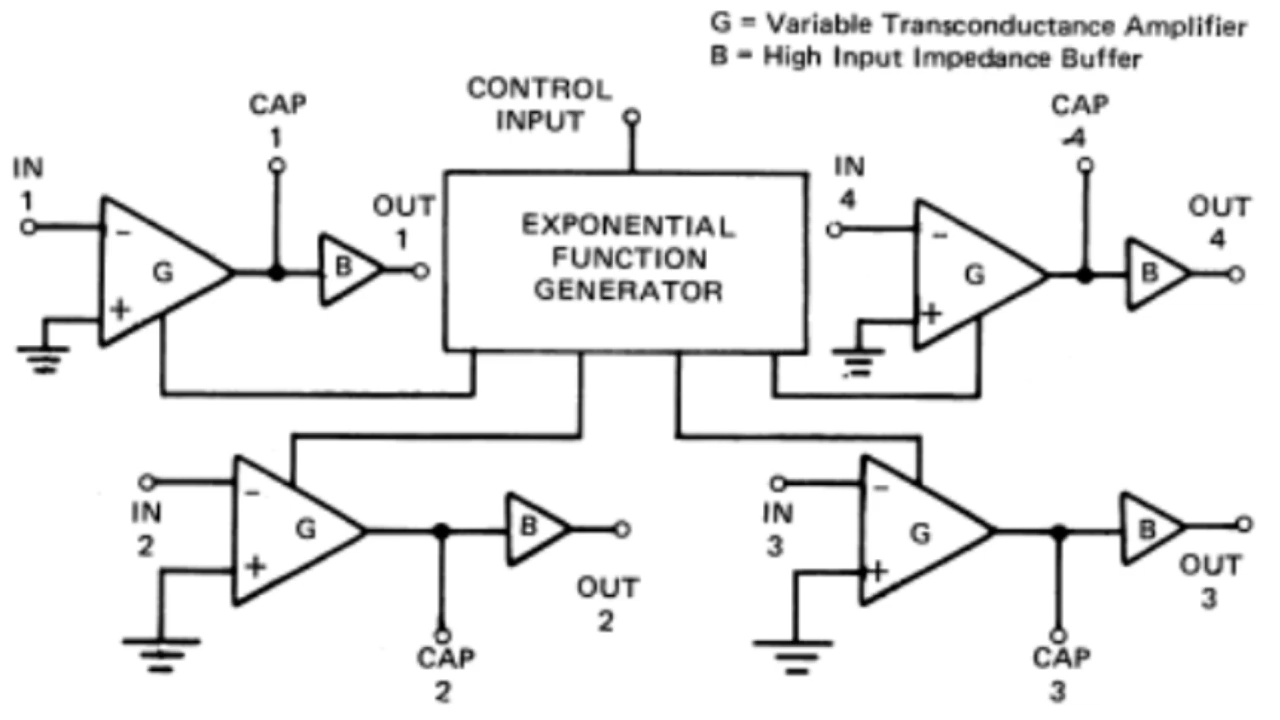 G = Variable Transconductance Amplifier
B = High Input Impedance Buffer
CONTROL
INPUT
CAP
1
CAP
4
IN
1
IN
4
OUT
1
OUT
4
EXPONENTIAL
FUNCTION
GENERATOR
-
G
+
B
-
G
+
B
IN
2
-
G
+
B
OUT
2
CAP
2
IN
3
-
G
+
B
OUT
3
CAP
3